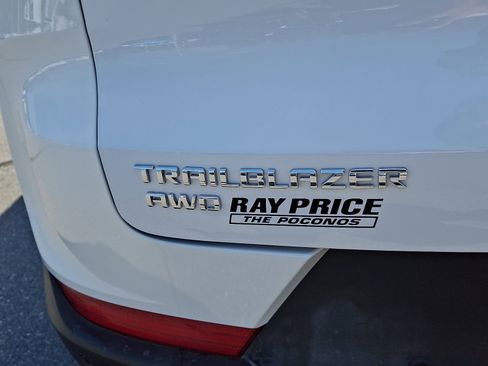 TRAILBLAZER
AWD RAY PRICE
THE POCONOS